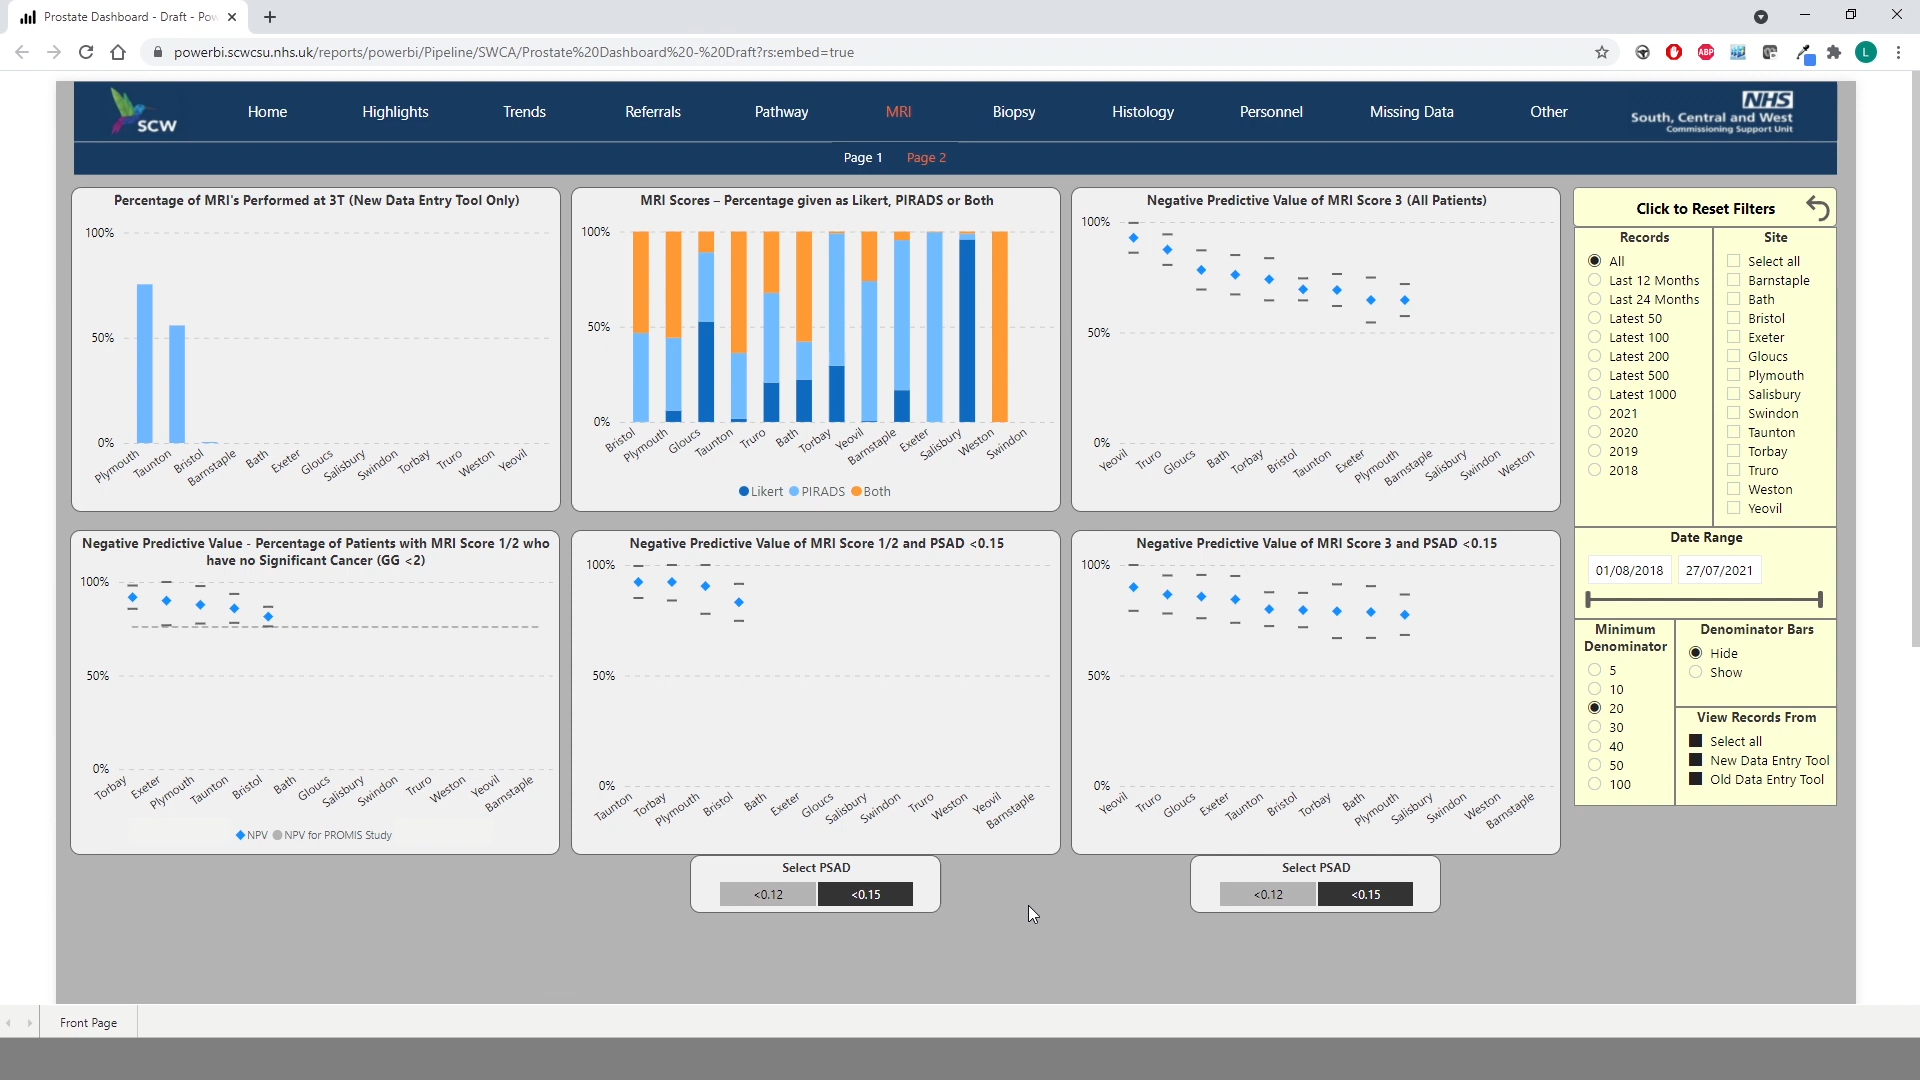 Prostate Dashboard - Draft - Pow
powerbi.scwcsu.nhs.uk/reports/powerbi/Pipeline/SWCA/Prostate%20Dashboard%20-%20Draft?rs:embed=true
ABP
L
SCW
Home
Highlights
Trends
Referrals
Pathway
MRI
Biopsy
Histology
Personnel
Missing Data
Other
NHS
South, Central and West
Commissioning Support Unit
Page 1
Page 2
Percentage of MRI's Performed at 3T (New Data Entry Tool Only)
100%
50%
0%
Plymouth
Taunton
Bristol
Barnstaple
Bath
Exeter
Gloucs
Salisbury
Swindon
Torbay
Truro
Weston
Yeovil
MRI Scores – Percentage given as Likert, PIRADS or Both
100%
50%
0%
Bristol
Plymouth
Gloucs
Taunton
Truro
Bath
Torbay
Yeovil
Barnstaple
Exeter
Salisbury
Weston
Swindon
Likert PIRADS Both
Negative Predictive Value of MRI Score 3 (All Patients)
100%
50%
0%
Yeovil
Truro
Gloucs
Bath
Torbay
Bristol
Taunton
Exeter
Plymouth
Barnstaple
Salisbury
Swindon
Weston
Negative Predictive Value - Percentage of Patients with MRI Score 1/2 who
have no Significant Cancer (GG <2)
100%
50%
0%
Torbay
Exeter
Plymouth
Taunton
Bristol
Bath
Gloucs
Salisbury
Swindon
Truro
Weston
Yeovil
Barnstaple
NPV NPV for PROMIS Study
Negative Predictive Value of MRI Score 1/2 and PSAD <0.15
100%
50%
0%
Taunton
Torbay
Plymouth
Bristol
Bath
Exeter
Gloucs
Salisbury
Swindon
Truro
Weston
Yeovil
Barnstaple
Select PSAD
<0.12
<0.15
Negative Predictive Value of MRI Score 3 and PSAD <0.15
100%
50%
0%
Yeovil
Truro
Gloucs
Exeter
Taunton
Bristol
Torbay
Bath
Plymouth
Salisbury
Swindon
Weston
Barnstaple
Select PSAD
<0.12
<0.15
Click to Reset Filters
Records
All
Last 12 Months
Last 24 Months
Latest 50
Latest 100
Latest 200
Latest 500
Latest 1000
2021
2020
2019
2018
Site
Select all
Barnstaple
Bath
Bristol
Exeter
Gloucs
Plymouth
Salisbury
Swindon
Taunton
Torbay
Truro
Weston
Yeovil
Date Range
01/08/2018
27/07/2021
Minimum
Denominator
5
10
20
30
40
50
100
Denominator Bars
Hide
Show
View Records From
Select all
New Data Entry Tool
Old Data Entry Tool
Front Page